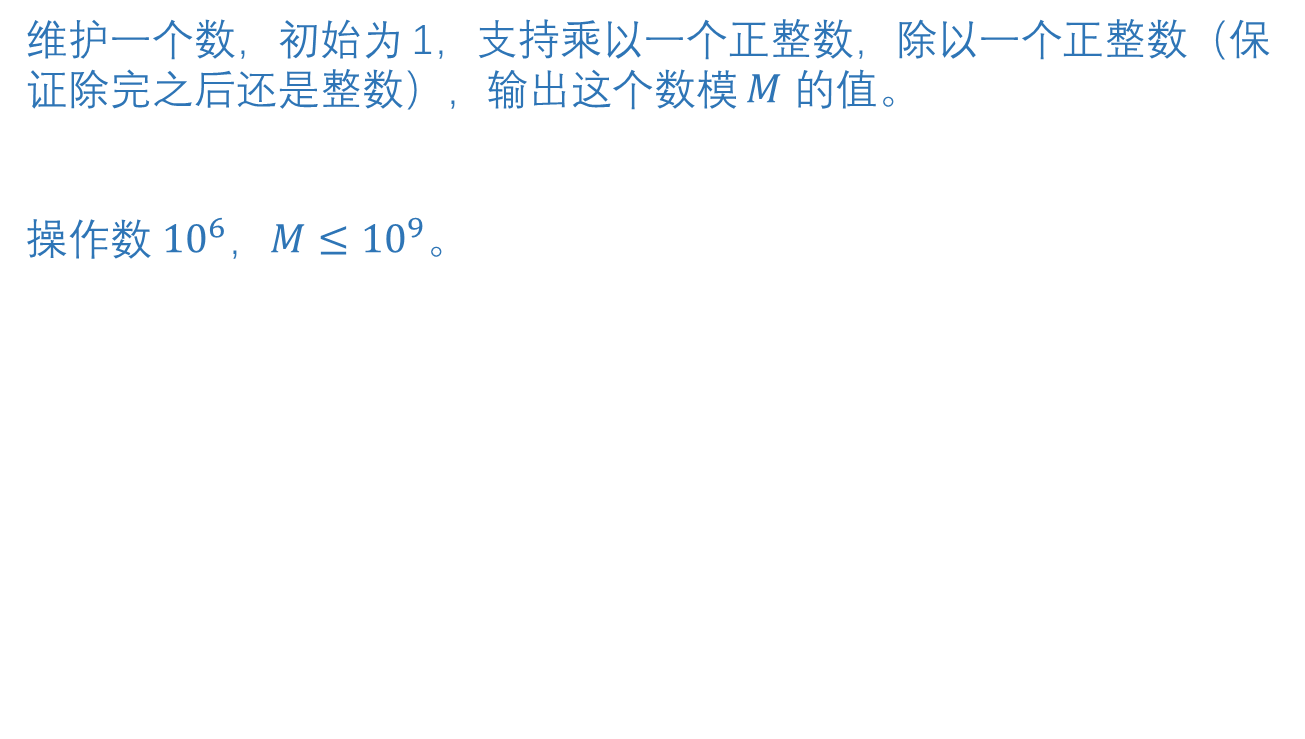 维护一个数，初始为 1，支持乘以一个正整数，除以一个正整数（保
证除完之后还是整数），输出这个数模 M 的值。
操作数 10⁶，M ≤ 10⁹。